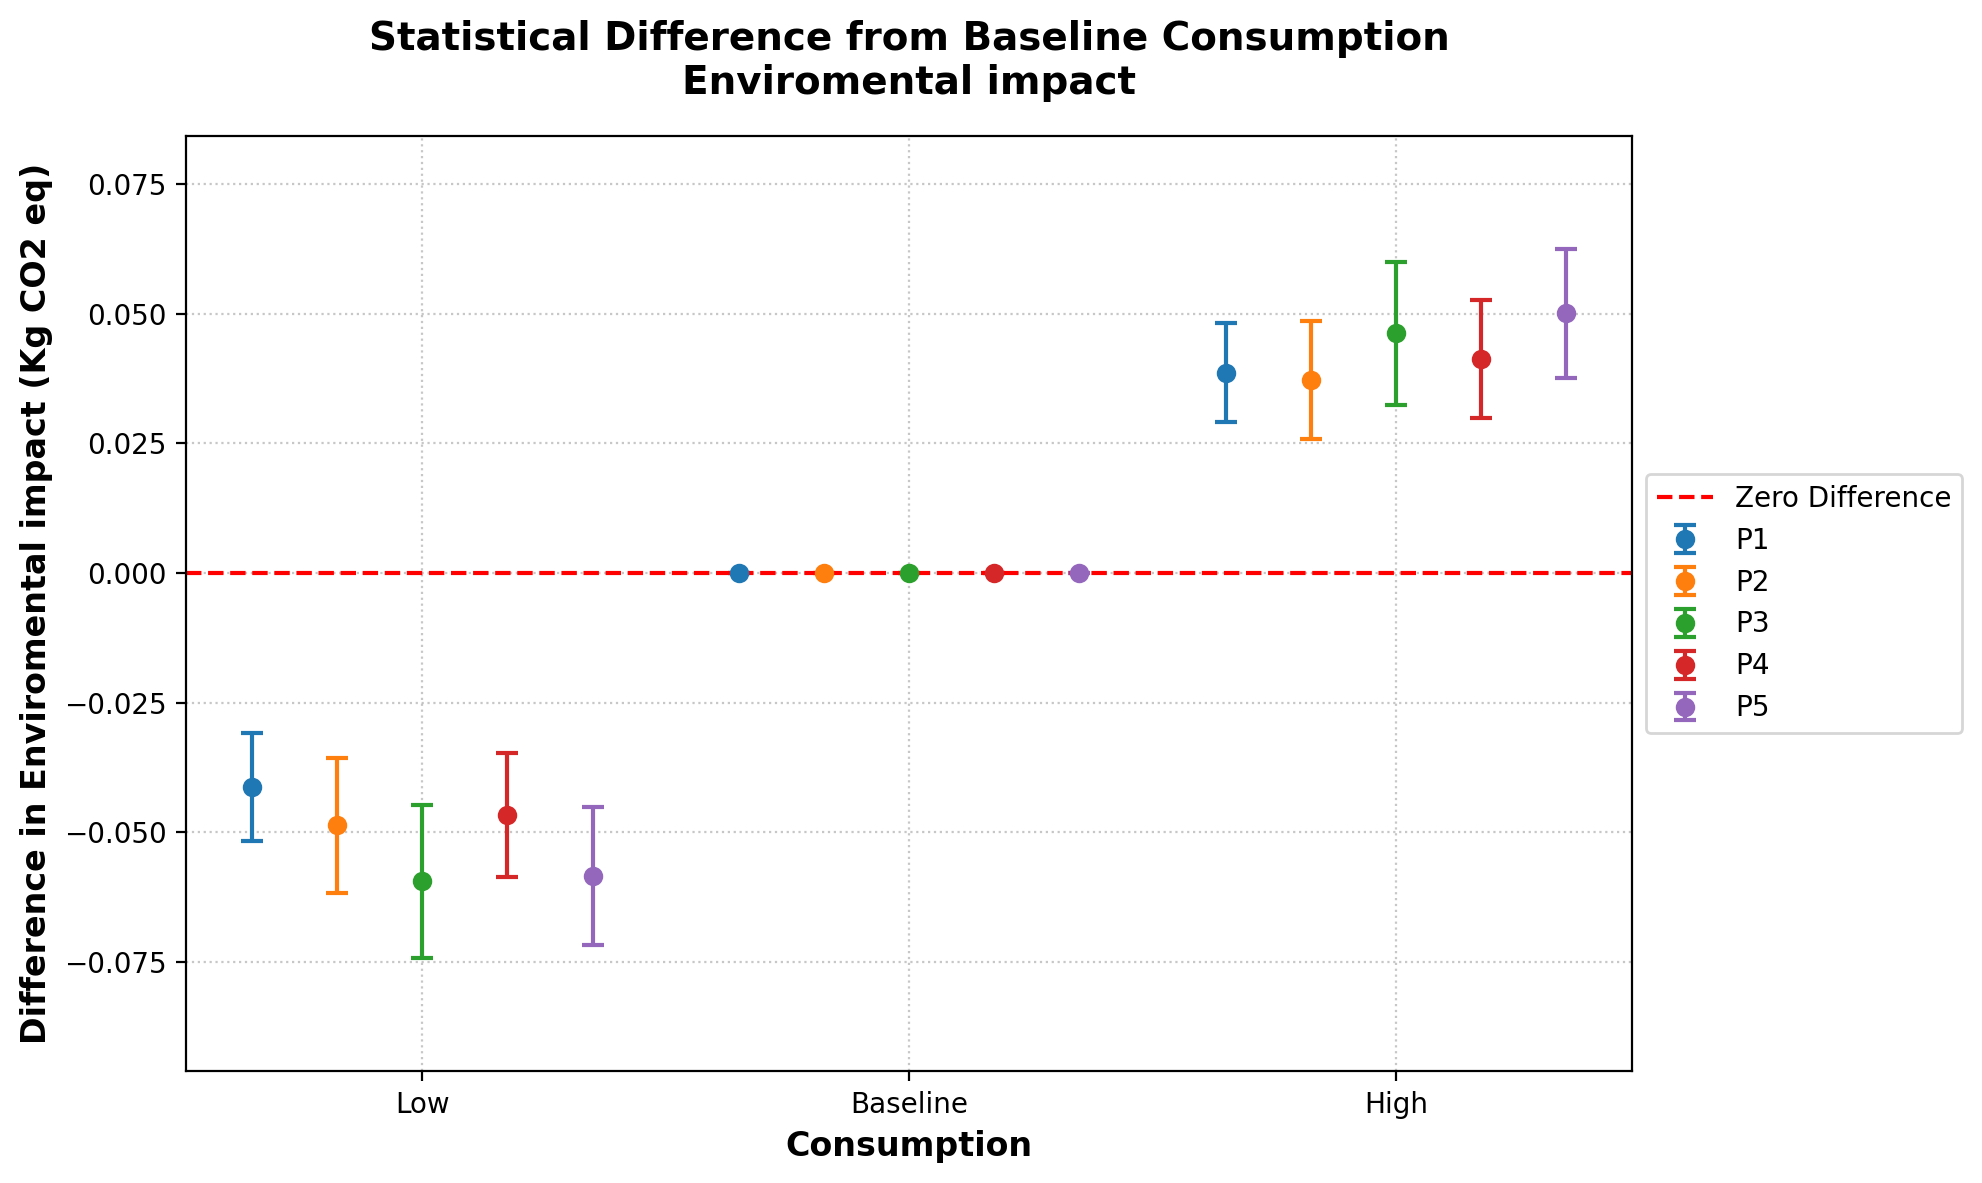 Statistical Difference from Baseline Consumption
Enviromental impact
Difference in Enviromental impact (Kg CO2 eq)
0.075
0.050
0.025
0.000
−0.025
−0.050
−0.075
Low
Baseline
High
Consumption
Zero Difference
P1
P2
P3
P4
P5